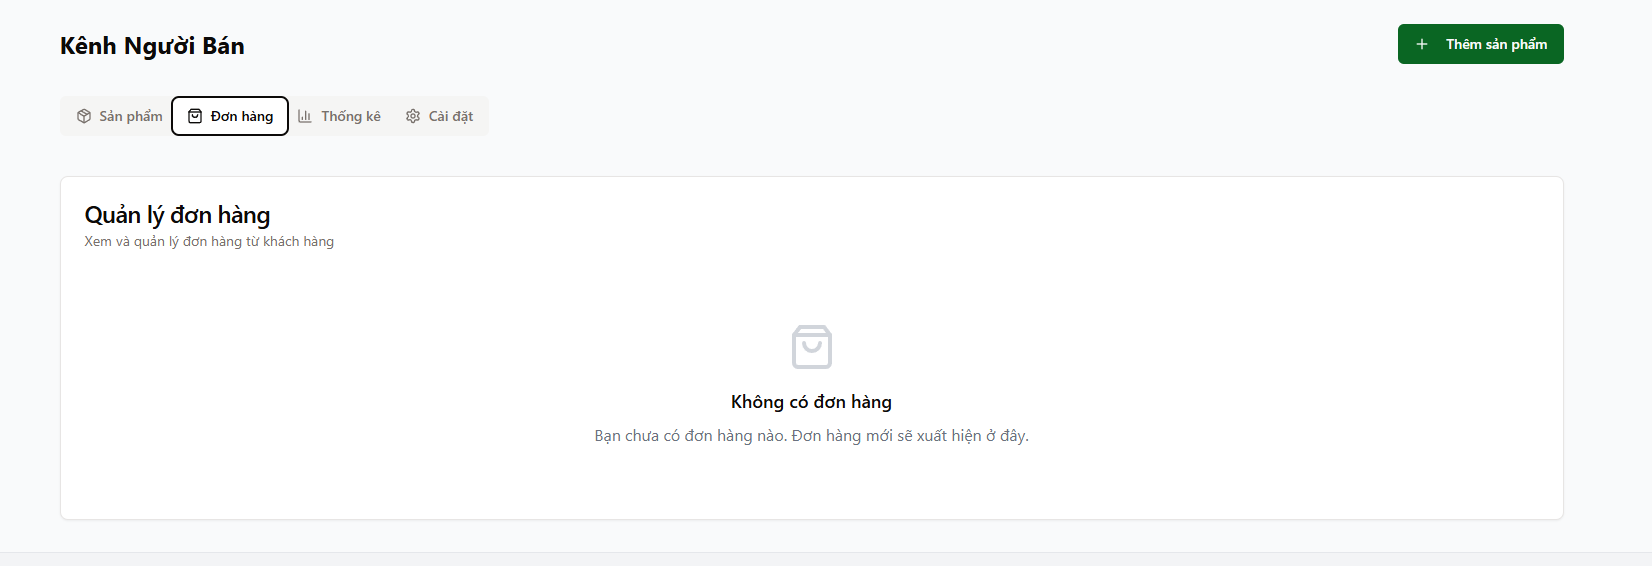 Kênh Người Bán
Thêm sản phẩm
Sản phẩm
Đơn hàng
Thống kê
Cài đặt
Quản lý đơn hàng
Xem và quản lý đơn hàng từ khách hàng
Không có đơn hàng
Bạn chưa có đơn hàng nào. Đơn hàng mới sẽ xuất hiện ở đây.